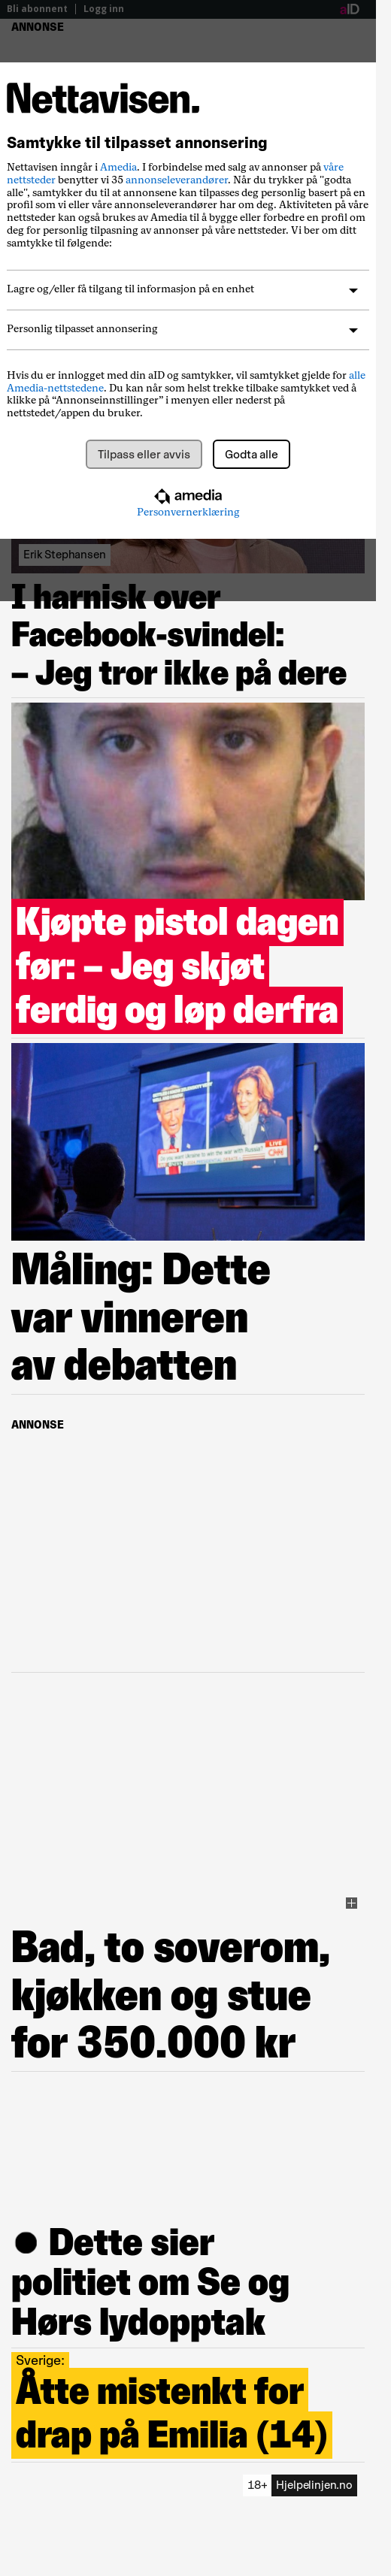 Bli abonnent | Logg inn
aID
ANNONSE
Nettavisen.
Samtykke til tilpasset annonsering
Nettavisen inngår i Amedia. I forbindelse med salg av annonser på våre
nettsteder benytter vi 35 annonseleverandører. Når du trykker på "godta
alle", samtykker du til at annonsene kan tilpasses deg personlig basert på en
profil som vi eller våre annonseleverandører har om deg. Aktiviteten på våre
nettsteder kan også brukes av Amedia til å bygge eller forbedre en profil om
deg for personlig tilpasning av annonser på våre nettsteder. Vi ber om ditt
samtykke til følgende:
Lagre og/eller få tilgang til informasjon på en enhet
Personlig tilpasset annonsering
Hvis du er innlogget med din aID og samtykker, vil samtykket gjelde for alle
Amedia-nettstedene. Du kan når som helst trekke tilbake samtykket ved å
klikke på “Annonseinnstillinger” i menyen eller nederst på
nettstedet/appen du bruker.
Tilpass eller avvis
Godta alle
amedia
Personvernerklæring
Erik Stephansen
I harnisk over
Facebook-svindel:
– Jeg tror ikke på dere
Kjøpte pistol dagen
før: – Jeg skjøt
ferdig og løp derfra
LIVE
CNN
Måling: Dette
var vinneren
av debatten
ANNONSE
Bad, to soverom,
kjøkken og stue
for 350.000 kr
● Dette sier
politiet om Se og
Hørs lydopptak
Sverige:
Åtte mistenkt for
drap på Emilia (14)
18+ Hjelpelinjen.no